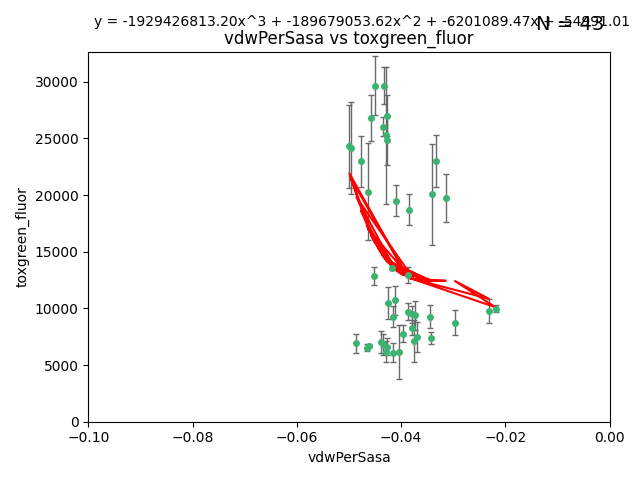 y = -1929426813.20x^3 + -189679053.62x^2 + -6201089.47x + -54991.01
N = 43
vdwPerSasa vs toxgreen_fluor
30000
25000
20000
15000
10000
5000
0
toxgreen_fluor
−0.10 −0.08 −0.06 −0.04 −0.02 0.00
vdwPerSasa